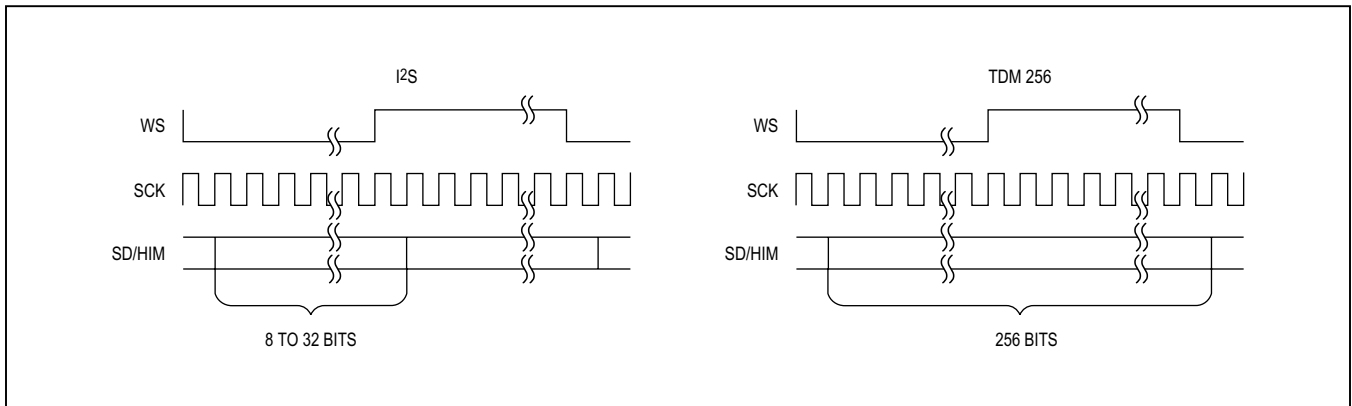 I2S
WS
SCK
SD/HIM
8 TO 32 BITS
TDM 256
WS
SCK
SD/HIM
256 BITS